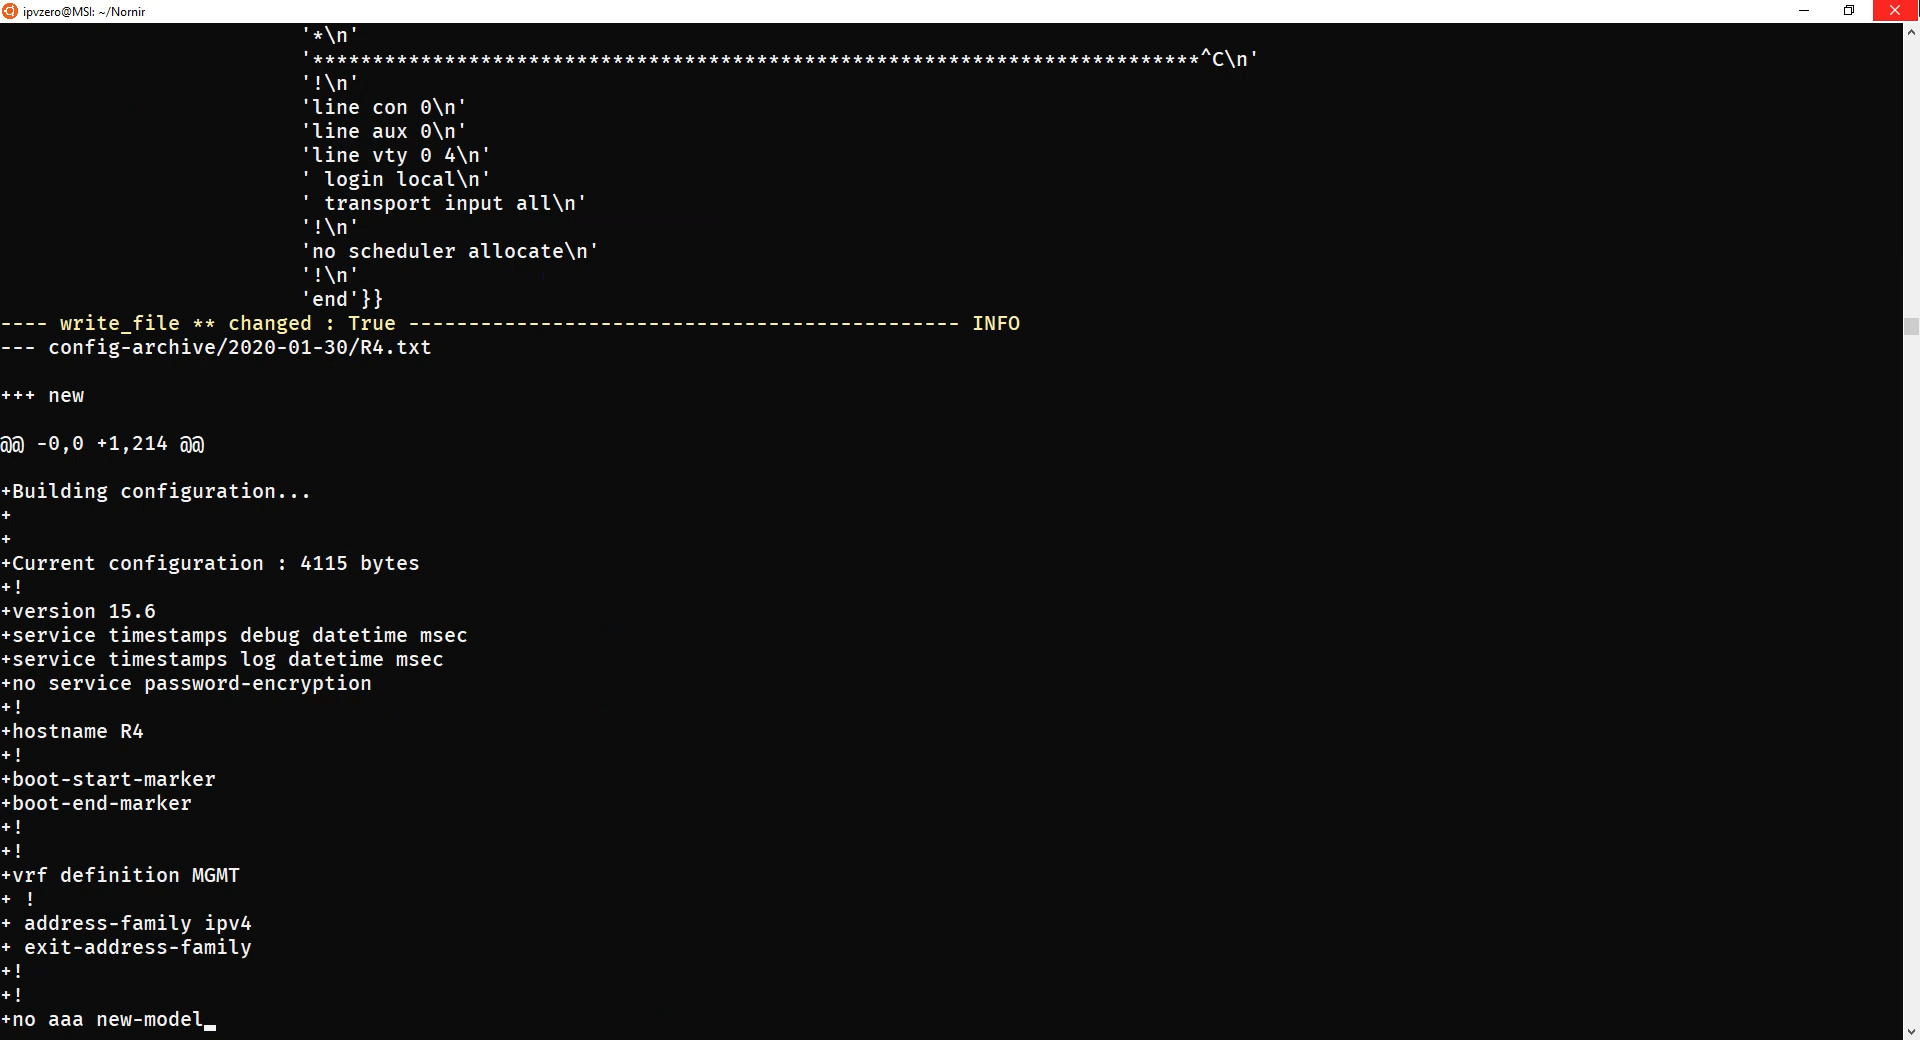 ipvzero@MSI: ~/Nornir
'*\n'
'**************************************************************************^C\n'
'!\n'
'line con 0\n'
'line aux 0\n'
'line vty 0 4\n'
' login local\n'
' transport input all\n'
'!\n'
'no scheduler allocate\n'
'!\n'
'end'}}
---- write_file ** changed : True ---------------------------------------------- INFO
--- config-archive/2020-01-30/R4.txt
+++ new
@@ -0,0 +1,214 @@
+Building configuration...
+
+
+Current configuration : 4115 bytes
+!
+version 15.6
+service timestamps debug datetime msec
+service timestamps log datetime msec
+no service password-encryption
+!
+hostname R4
+!
+boot-start-marker
+boot-end-marker
+!
+!
+vrf definition MGMT
+ !
+ address-family ipv4
+ exit-address-family
+!
+!
+no aaa new-model